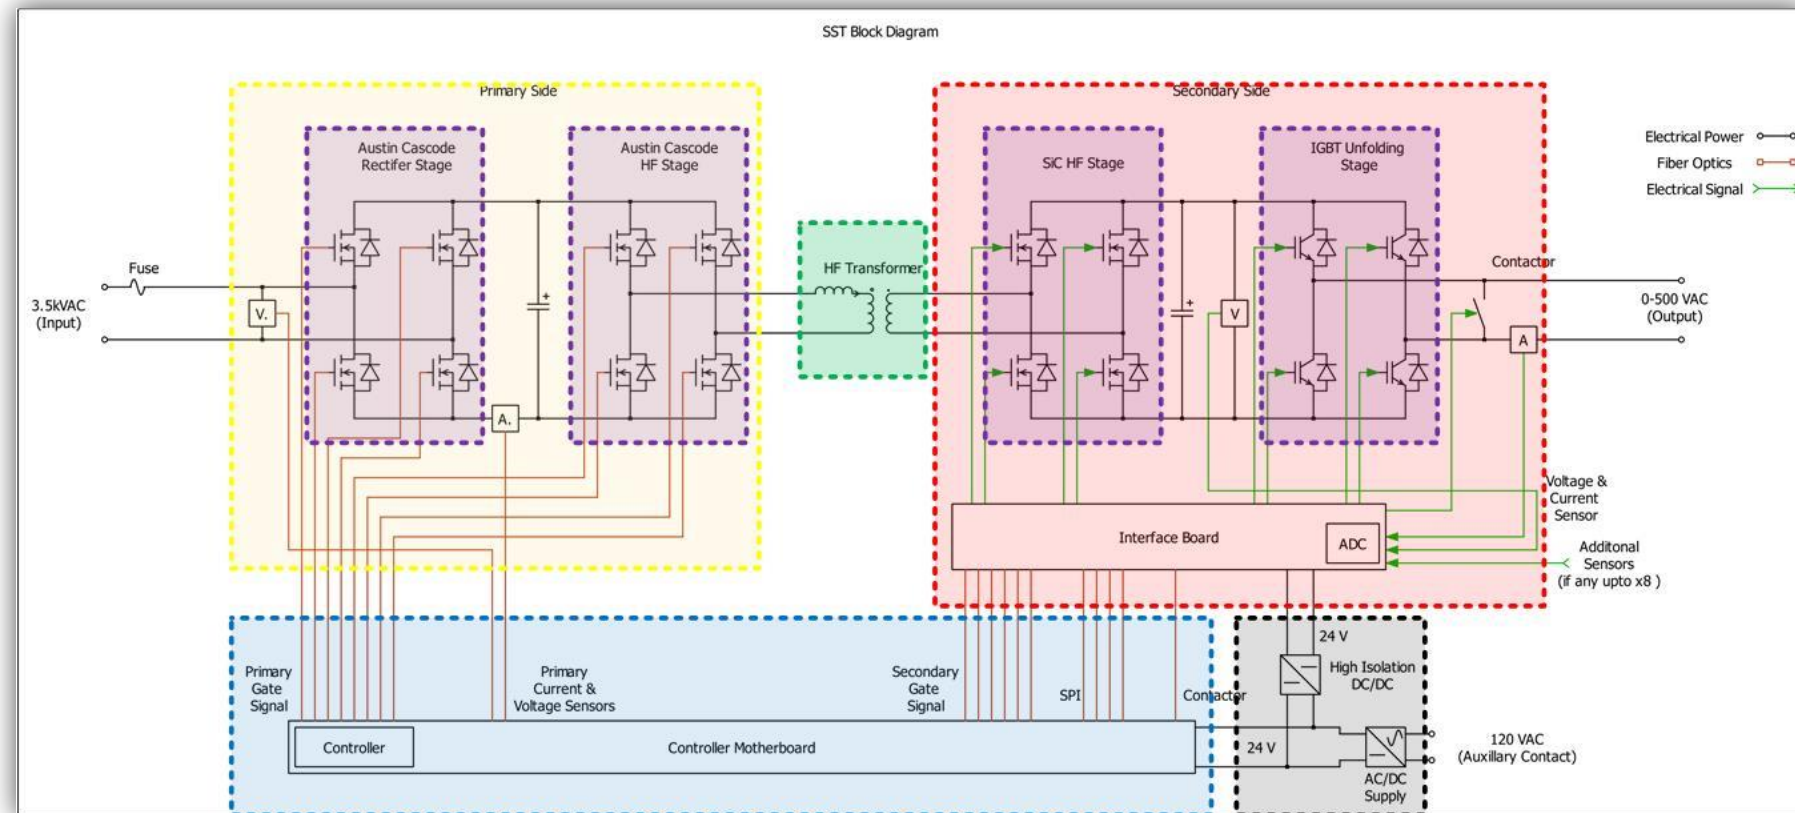 SST Block Diagram
Primary Side
Secondary Side
Austin Cascode
Rectifer Stage
Austin Cascode
HF Stage
SiC HF Stage
IGBT Unfolding
Stage
Electrical Power
Fiber Optics
Electrical Signal
Fuse
HF Transformer
Contactor
3.5kVAC
(Input)
V.
+
+
V
0-500 VAC
(Output)
A
A.
Voltage &
Current
Sensor
Interface Board
ADC
Additonal
Sensors
(if any upto x8 )
24 V
Primary
Gate
Signal
Primary
Current &
Voltage Sensors
Secondary
Gate
Signal
SPI
Contactor
High Isolation
DC/DC
Controller
Controller Motherboard
24 V
120 VAC
(Auxillary Contact)
AC/DC
Supply